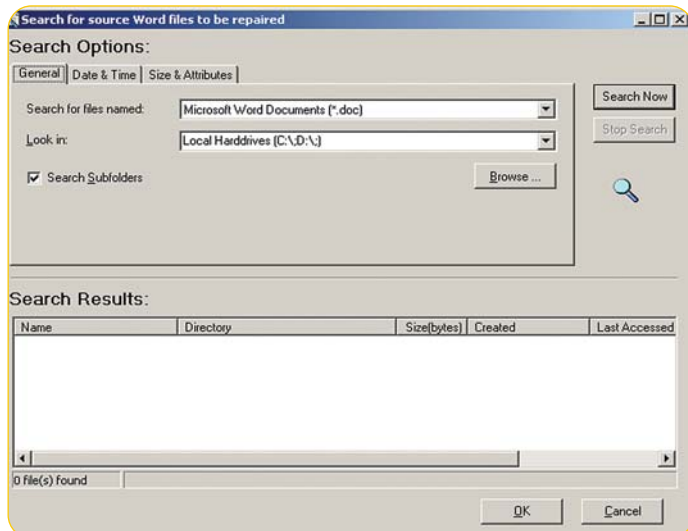 Search for source Word files to be repaired
Search Options:
General Date & Time Size & Attributes
Search for files named: Microsoft Word Documents (*.doc)
Search Now
Look in: Local Harddrives (C:\;D:\;)
Stop Search
Search Subfolders
Browse ...
Search Results:
Name Directory Size(bytes) Created Last Accessed
0 file(s) found
OK Cancel